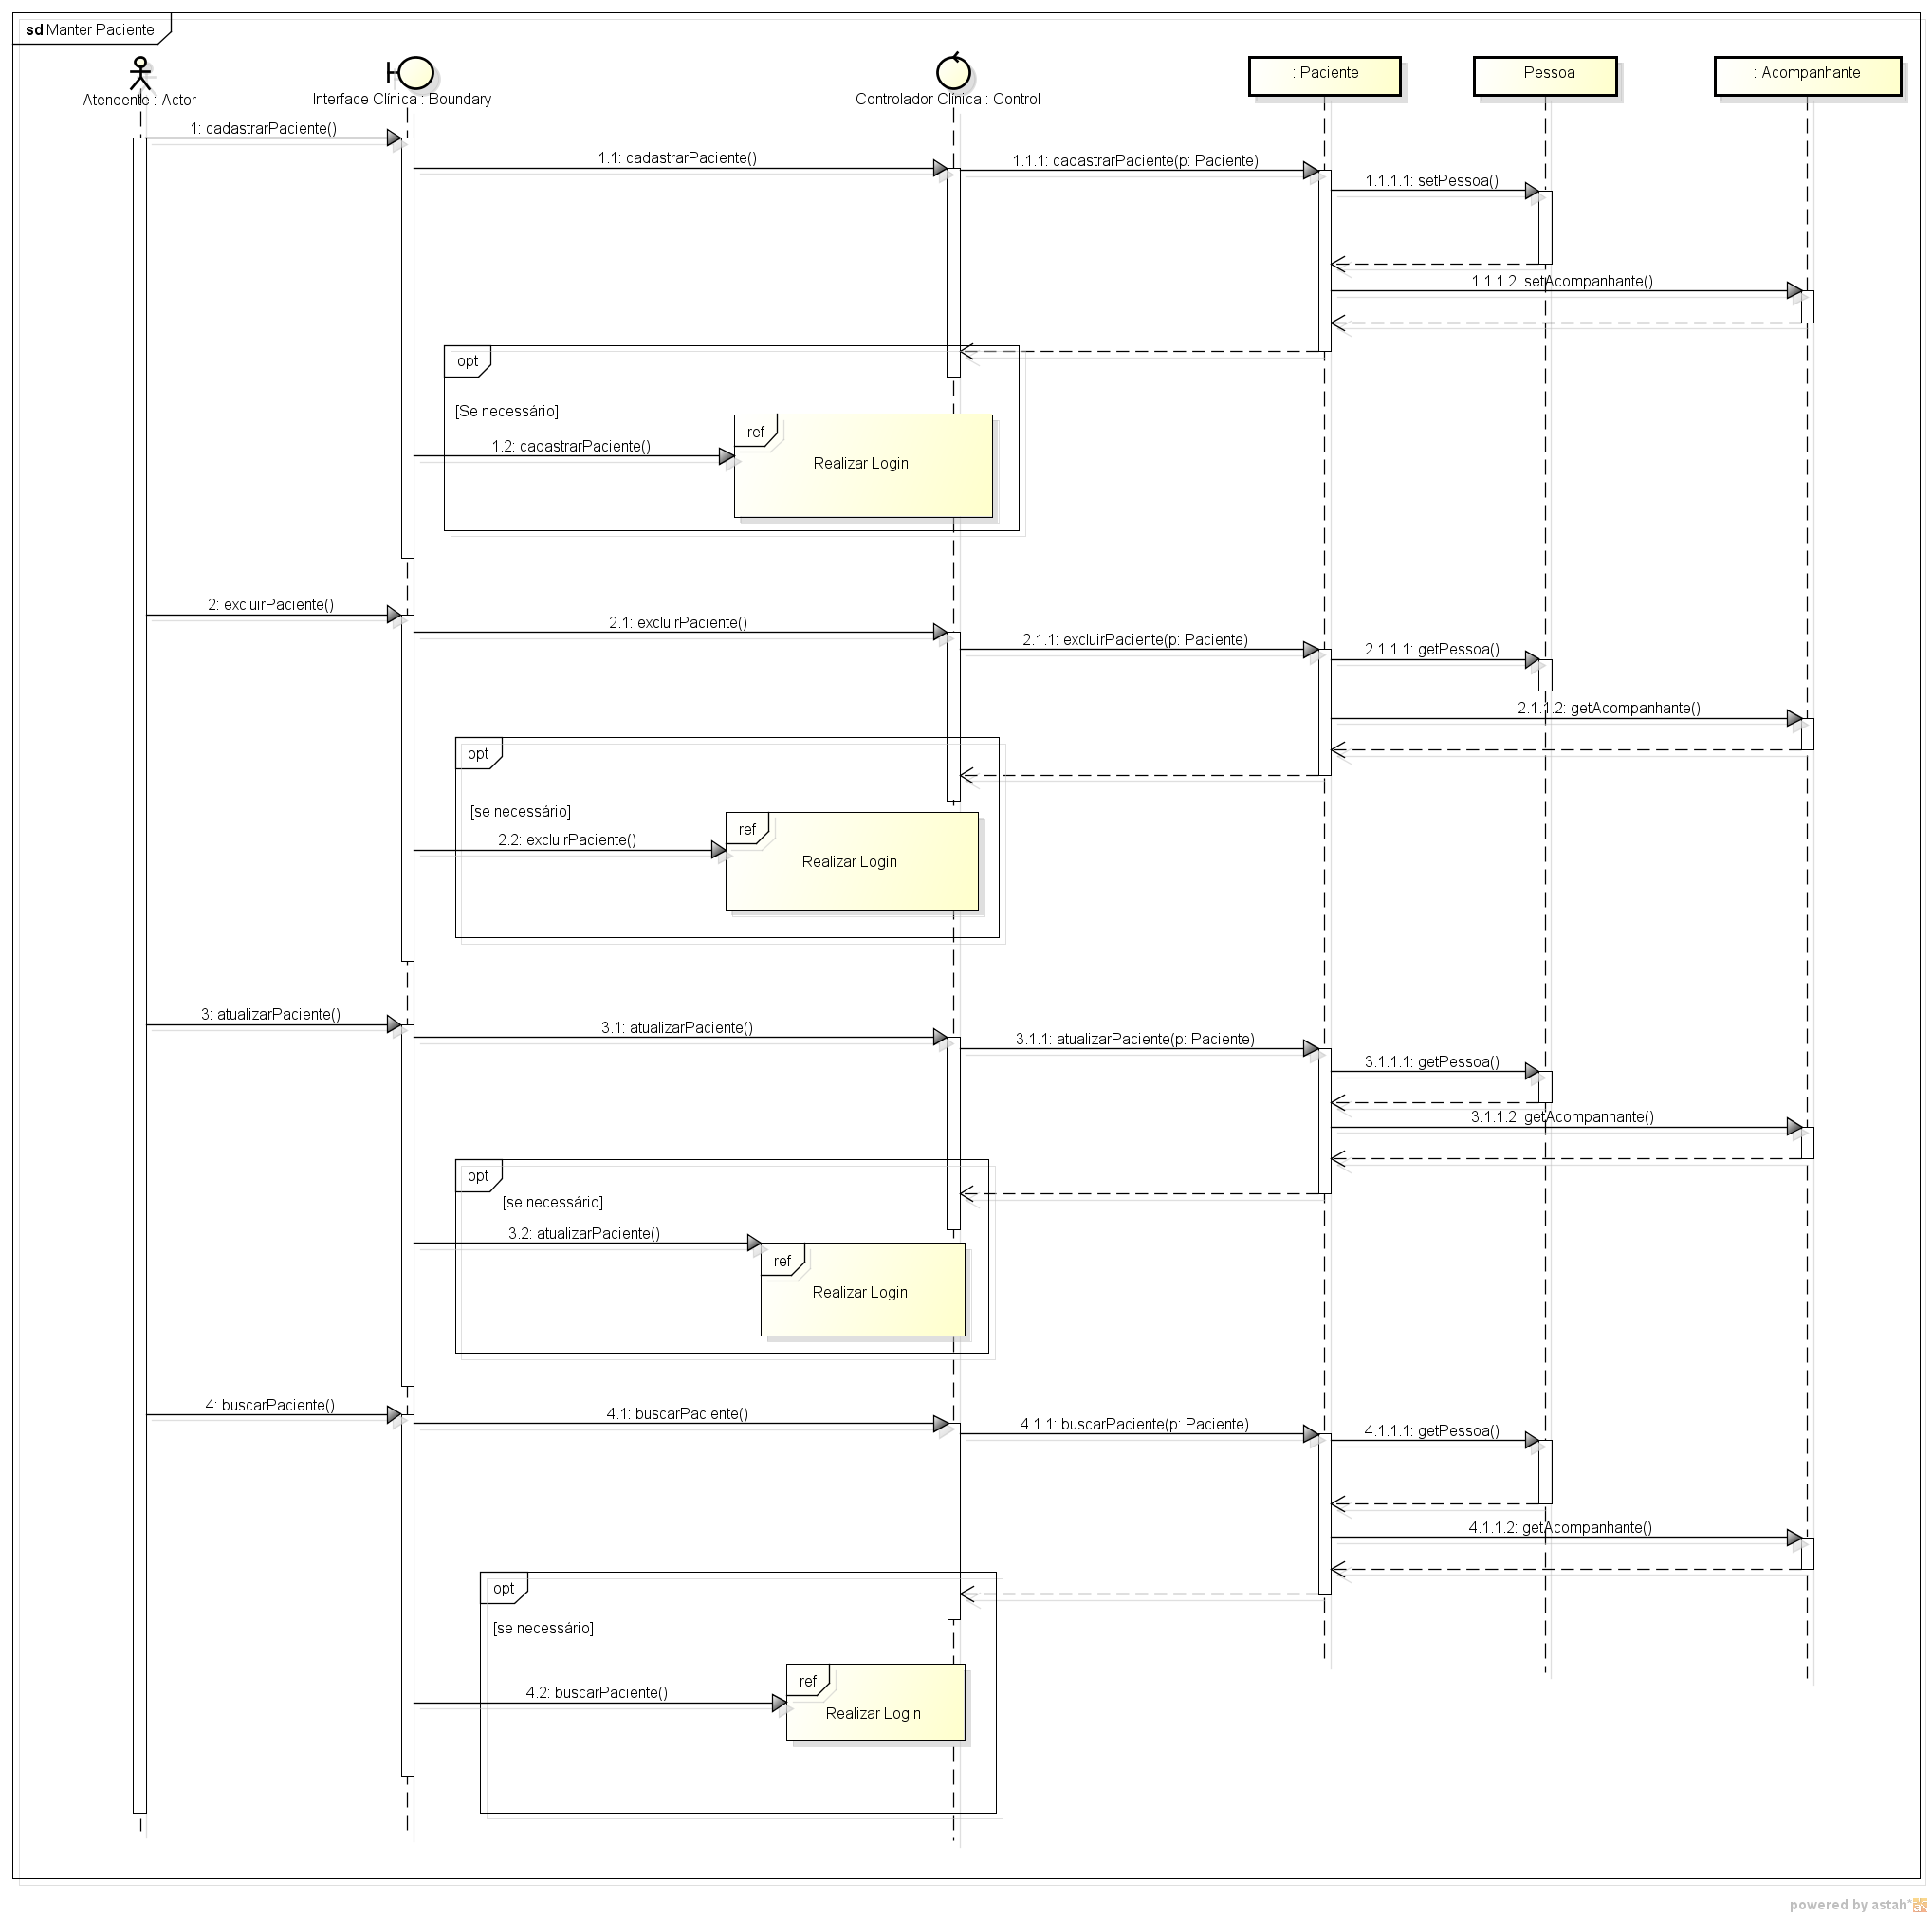 sd Manter Paciente
Atendente : Actor
Interface Clínica : Boundary
Controlador Clínica : Control
: Paciente
: Pessoa
: Acompanhante
1: cadastrarPaciente()
1.1: cadastrarPaciente()
1.1.1: cadastrarPaciente(p: Paciente)
1.1.1.1: setPessoa()
1.1.1.2: setAcompanhante()
opt
[Se necessário]
1.2: cadastrarPaciente()
ref
Realizar Login
2: excluirPaciente()
2.1: excluirPaciente()
2.1.1: excluirPaciente(p: Paciente)
2.1.1.1: getPessoa()
2.1.1.2: getAcompanhante()
opt
[se necessário]
2.2: excluirPaciente()
ref
Realizar Login
3: atualizarPaciente()
3.1: atualizarPaciente()
3.1.1: atualizarPaciente(p: Paciente)
3.1.1.1: getPessoa()
3.1.1.2: getAcompanhante()
opt
[se necessário]
3.2: atualizarPaciente()
ref
Realizar Login
4: buscarPaciente()
4.1: buscarPaciente()
4.1.1: buscarPaciente(p: Paciente)
4.1.1.1: getPessoa()
4.1.1.2: getAcompanhante()
opt
[se necessário]
4.2: buscarPaciente()
ref
Realizar Login
powered by astah*